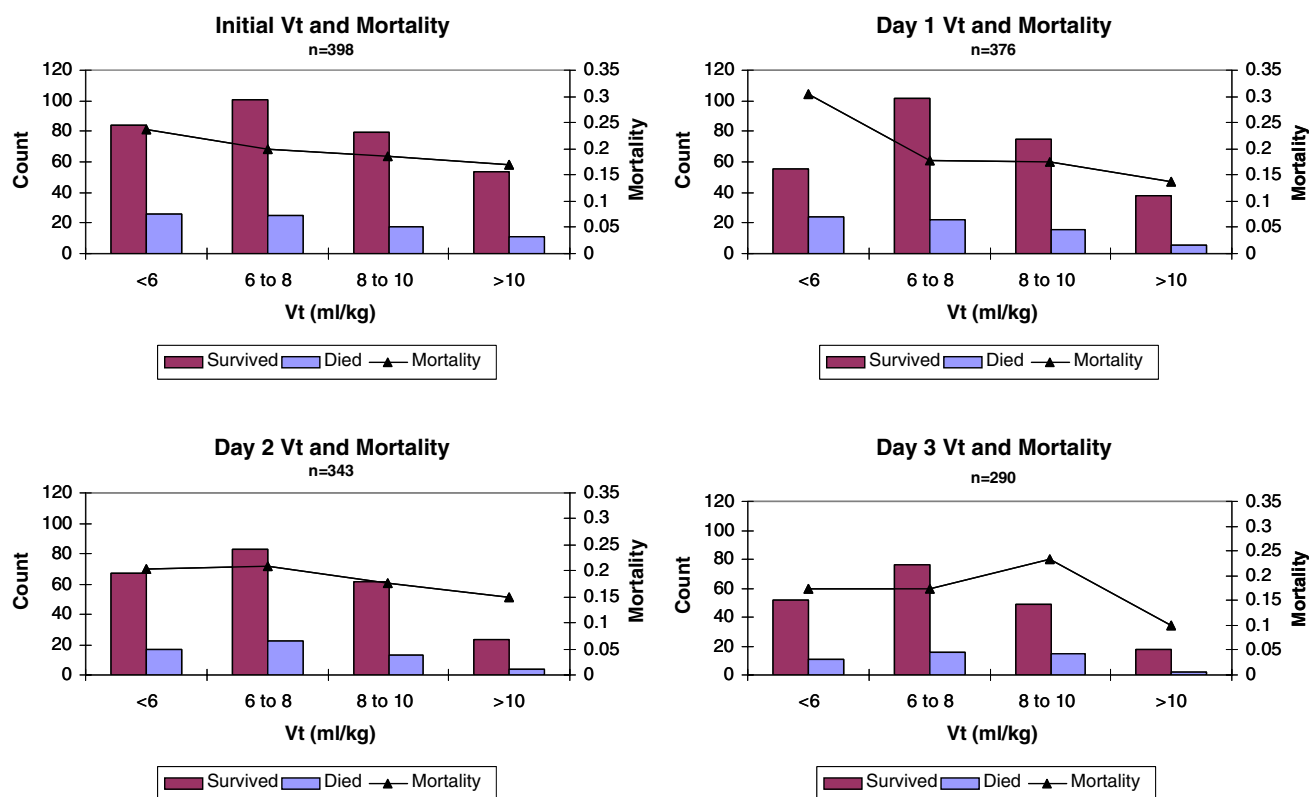 Initial Vt and Mortality
n=398
Count
Mortality
120
100
80
60
40
20
0
0.35
0.3
0.25
0.2
0.15
0.1
0.05
0
<6 6 to 8 8 to 10 >10
Vt (ml/kg)
Survived Died Mortality
Day 1 Vt and Mortality
n=376
Count
Mortality
120
100
80
60
40
20
0
0.35
0.3
0.25
0.2
0.15
0.1
0.05
0
<6 6 to 8 8 to 10 >10
Vt (ml/kg)
Survived Died Mortality
Day 2 Vt and Mortality
n=343
Count
Mortality
120
100
80
60
40
20
0
0.35
0.3
0.25
0.2
0.15
0.1
0.05
0
<6 6 to 8 8 to 10 >10
Vt (ml/kg)
Survived Died Mortality
Day 3 Vt and Mortality
n=290
Count
Mortality
120
100
80
60
40
20
0
0.35
0.3
0.25
0.2
0.15
0.1
0.05
0
<6 6 to 8 8 to 10 >10
Vt (ml/kg)
Survived Died Mortality